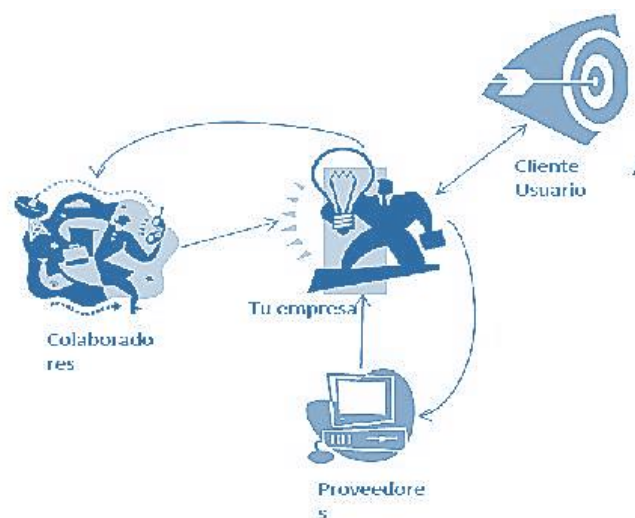 Cliente
Usuario
Tu empresa
Colaborado
res
Proveedore
s